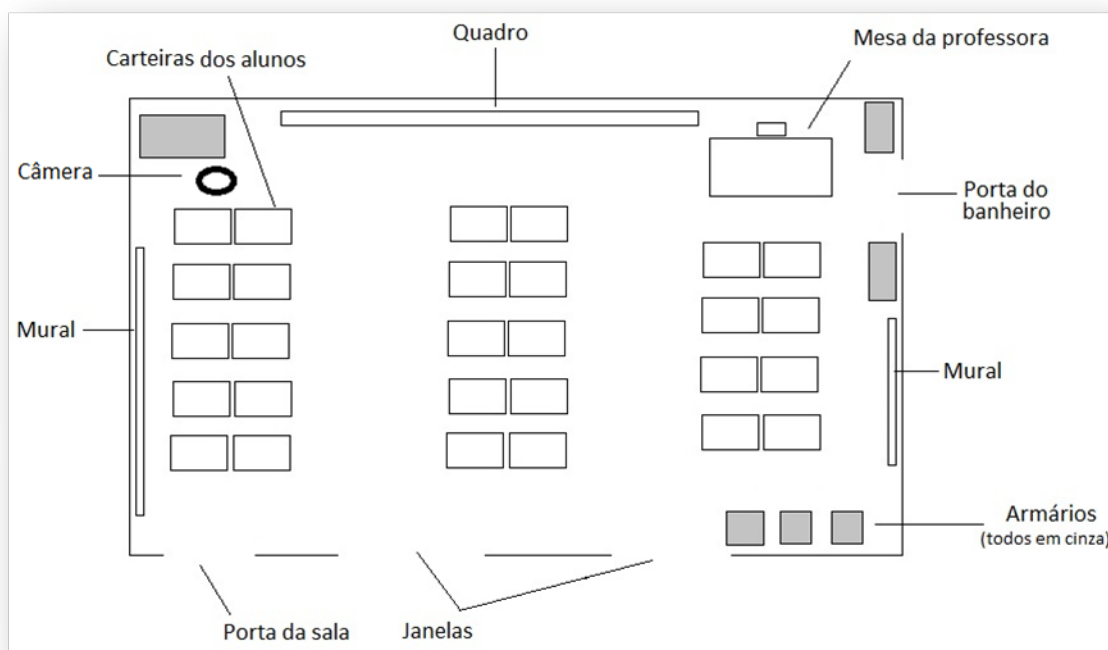 Quadro
Mesa da professora
Carteiras dos alunos
Câmera
Porta do
banheiro
Mural
Mural
Armários
(todos em cinza)
Porta da sala
Janelas